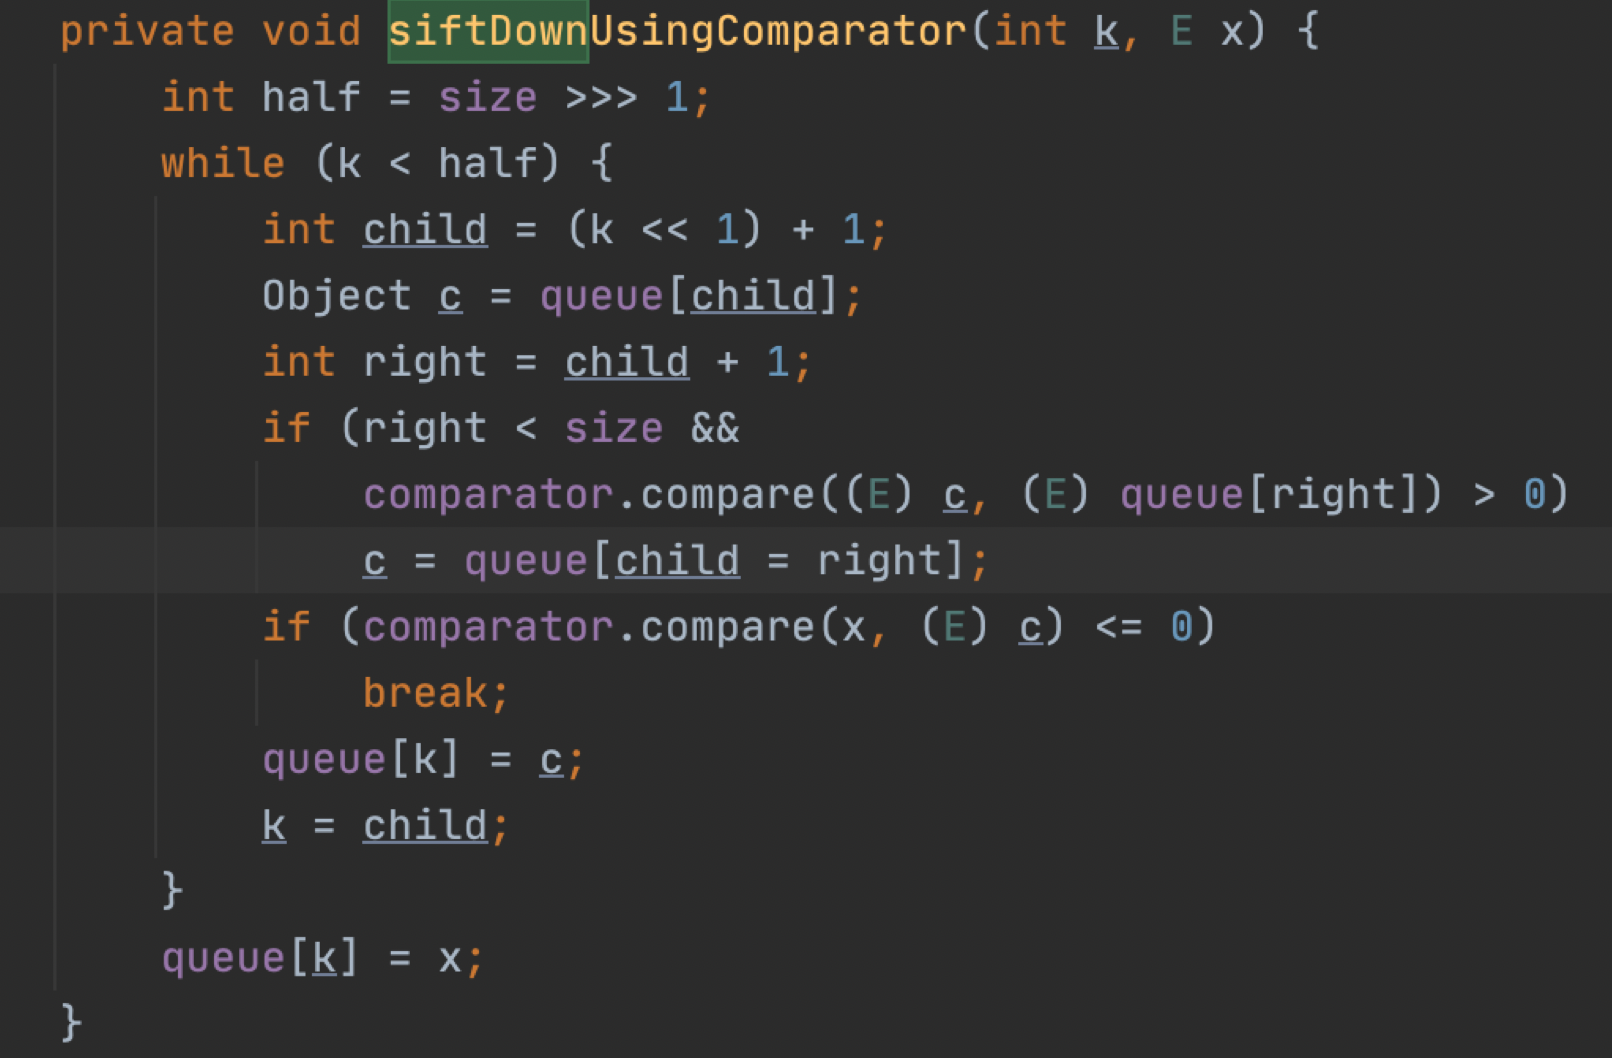 private void siftDownUsingComparator(int k, E x) {
    int half = size >>> 1;
    while (k < half) {
        int child = (k << 1) + 1;
        Object c = queue[child];
        int right = child + 1;
        if (right < size &&
            comparator.compare((E) c, (E) queue[right]) > 0)
            c = queue[child = right];
        if (comparator.compare(x, (E) c) <= 0)
            break;
        queue[k] = c;
        k = child;
    }
    queue[k] = x;
}